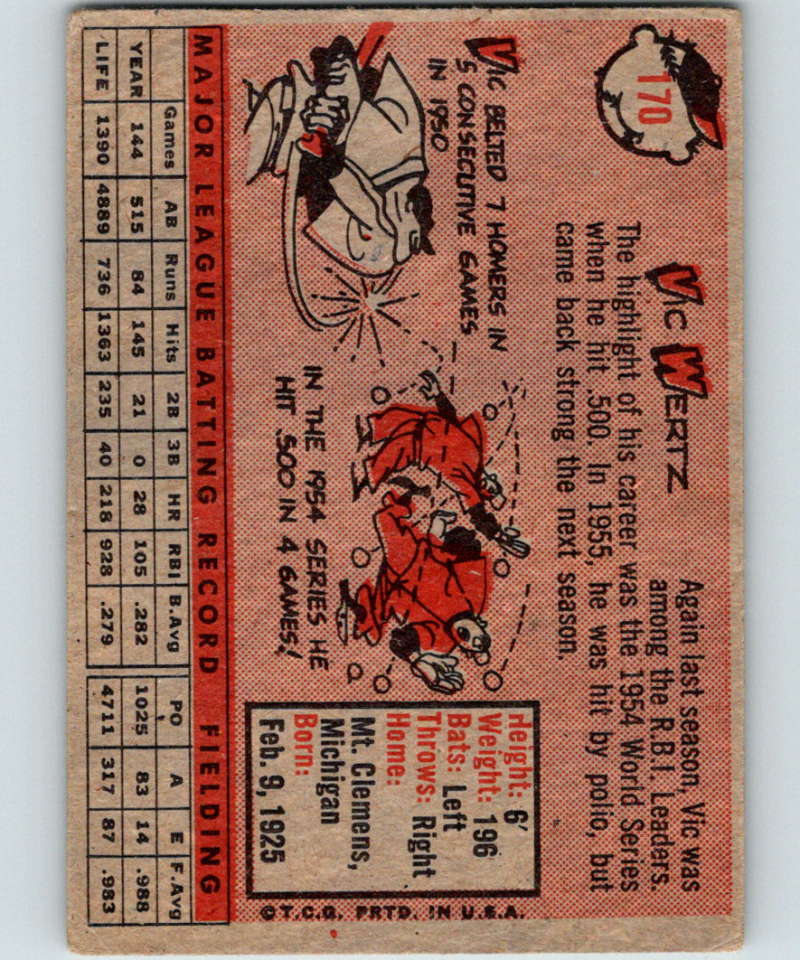 170
VIC WERTZ
Again last season, Vic was
among the R.B.I. Leaders.
The highlight of his career was the 1954 World Series
when he hit .500. In 1955, he was hit by polio, but
came back strong the next season.
VIC BELTED 7 HOMERS IN
5 CONSECUTIVE GAMES
IN 1950
IN THE 1954 SERIES HE
HIT .500 IN 4 GAMES!
Height: 6'
Weight: 196
Bats: Left
Throws: Right
Home:
Mt. Clemens,
Michigan
Born:
Feb. 9, 1925
©T.C.G. PRTD. IN U.S.A.
MAJOR LEAGUE BATTING RECORD FIELDING
Games AB Runs Hits 2B 3B HR RBI B.Avg PO A E F.Avg
YEAR 144 515 84 145 21 0 28 105 .282 1025 83 14 .988
LIFE 1390 4889 736 1363 235 40 218 928 .279 4711 317 87 .983